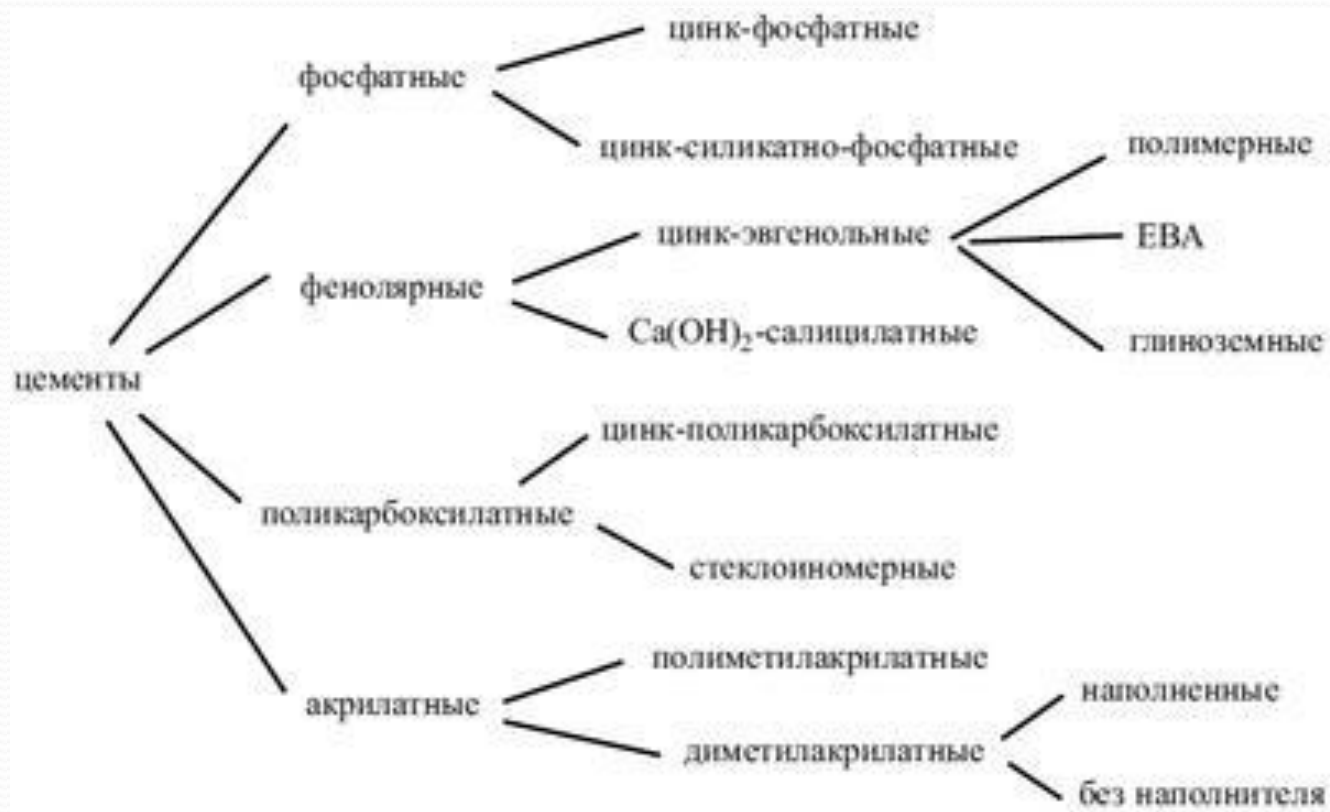 цинк-фосфатные
фосфатные
цинк-силикатно-фосфатные
полимерные
цинк-эвгенольные
ЕВА
фенолярные
Ca(OH)₂-салицилатные
глиноземные
цементы
цинк-поликарбоксилатные
поликарбоксилатные
стеклоиномерные
полиметилакрилатные
акрилатные
наполненные
диметилакрилатные
без наполнителя